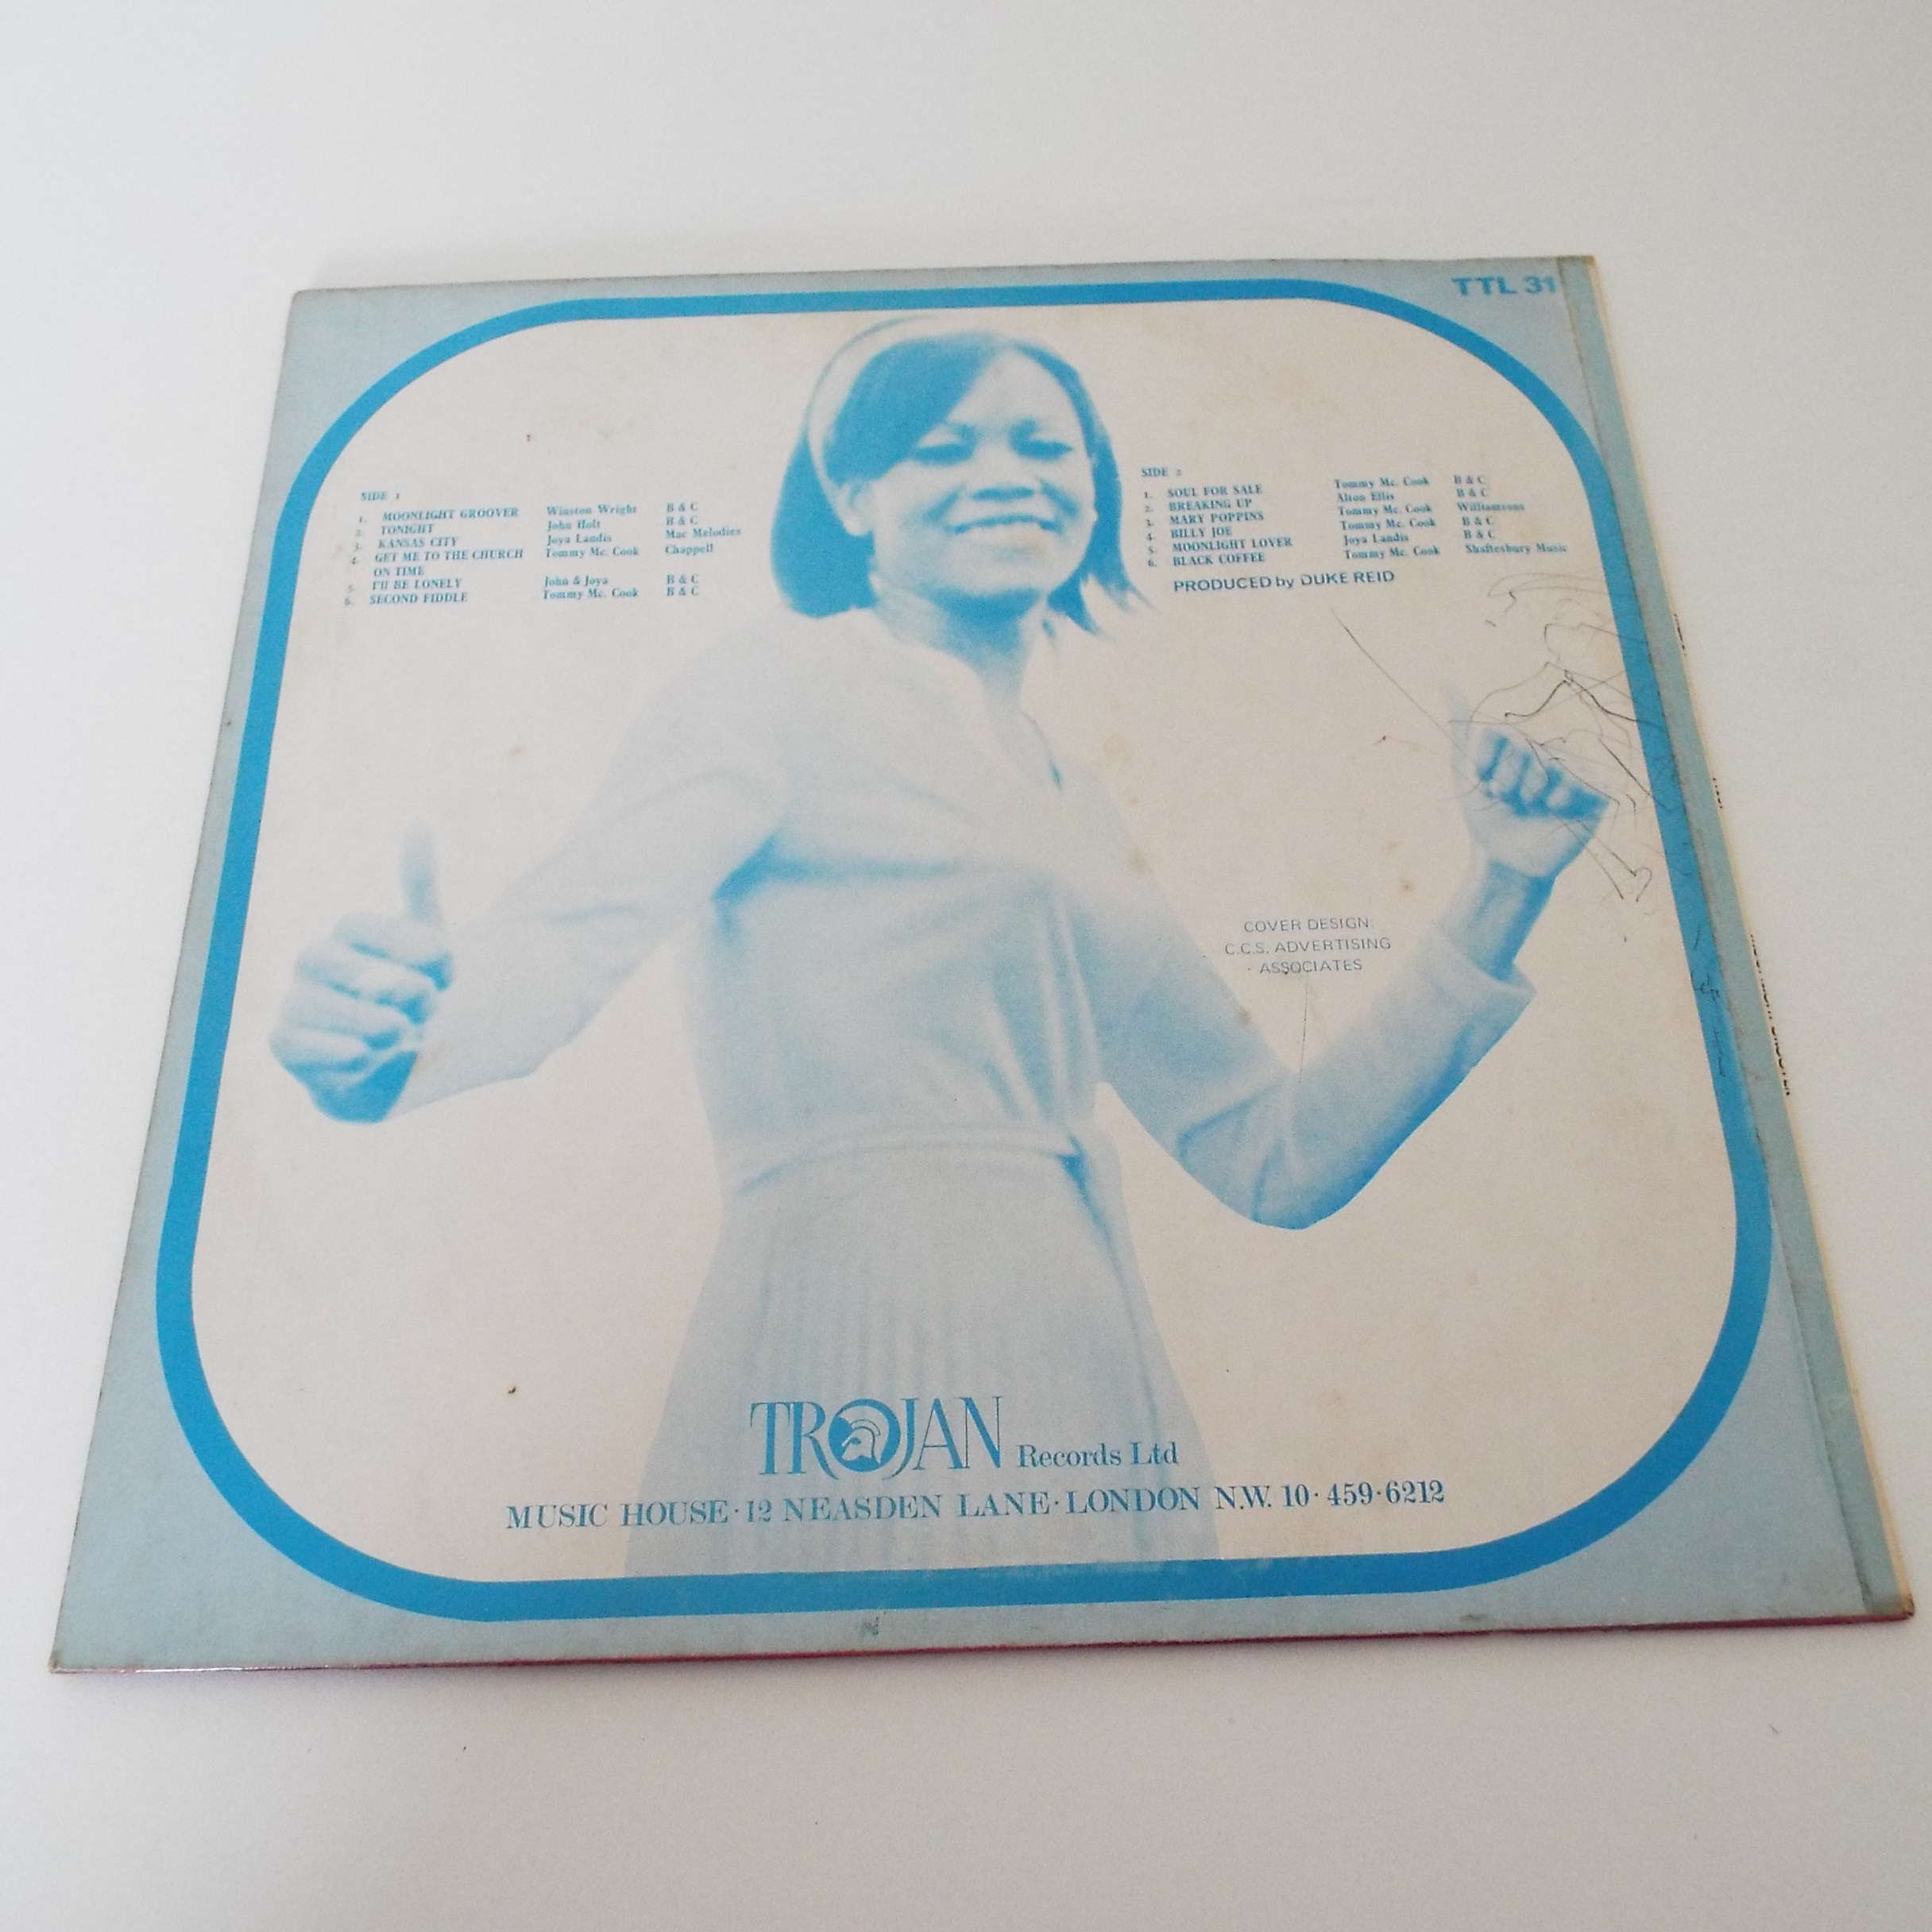 TTL 31
SIDE 1
1. MOONLIGHT GROOVER Winston Wright B & C
2. TONIGHT John Holt B & C
3. KANSAS CITY Joya Landis Mac Melodies
4. GET ME TO THE CHURCH Tommy Mc. Cook Chappell
ON TIME
5. I'll BE LONELY John & Joya B & C
6. SECOND FIDDLE Tommy Mc. Cook B & C
SIDE 2
1. SOUL FOR SALE Tommy Mc. Cook B & C
2. BREAKING UP Alton Ellis B & C
3. MARY POPPINS Tommy Mc. Cook
4. BILLY JOE Tommy Mc. Cook B & C
5. MOONLIGHT LOVER Joya Landis B & C
6. BLACK COFFEE Tommy Mc. Cook Shaftesbury Music
PRODUCED by DUKE REID
COVER DESIGN:
C.C.S. ADVERTISING
ASSOCIATES
TROJAN Records Ltd
MUSIC HOUSE · 12 NEASDEN LANE · LONDON N.W. 10 · 459·6212